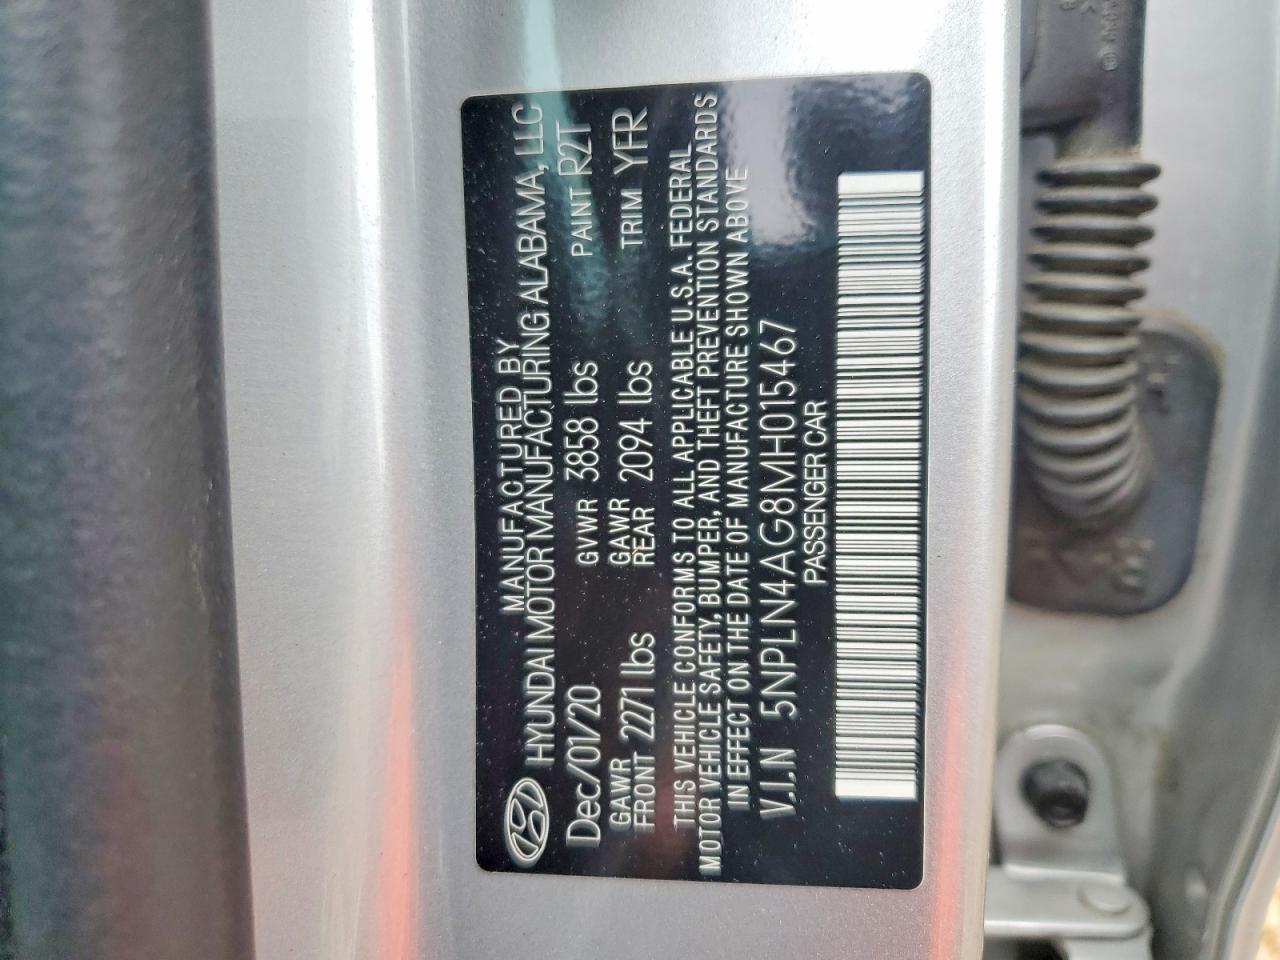 MANUFACTURED BY
HYUNDAI MOTOR MANUFACTURING ALABAMA, LLC
Dec/01/20 GVWR 3858 lbs PAINT R2T
GAWR FRONT 2271 lbs GAWR REAR 2094 lbs TRIM YFR
THIS VEHICLE CONFORMS TO ALL APPLICABLE U.S.A. FEDERAL
MOTOR VEHICLE SAFETY, BUMPER, AND THEFT PREVENTION STANDARDS
IN EFFECT ON THE DATE OF MANUFACTURE SHOWN ABOVE
V.I.N 5NPLN4AG8MH015467
PASSENGER CAR